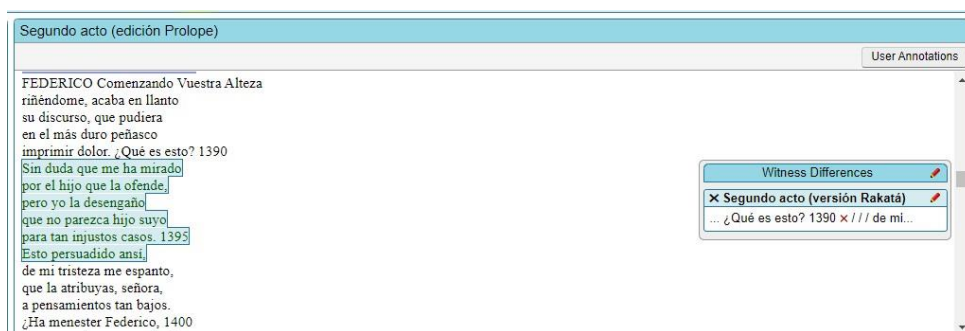 Segundo acto (edición Prolope)
User Annotations
FEDERICO Comenzando Vuestra Alteza
riñéndome, acaba en llanto
su discurso, que pudiera
en el más duro peñasco
imprimir dolor. ¿Qué es esto? 1390
Sin duda que me ha mirado
por el hijo que la ofende,
pero yo la desengaño
que no parezca hijo suyo
para tan injustos casos. 1395
Esto persuadido ansí,
de mi tristeza me espanto,
que la atribuyas, señora,
a pensamientos tan bajos.
¿Ha menester Federico, 1400
Witness Differences
× Segundo acto (versión Rakatá)
... ¿Qué es esto? 1390 × / / / de mi...